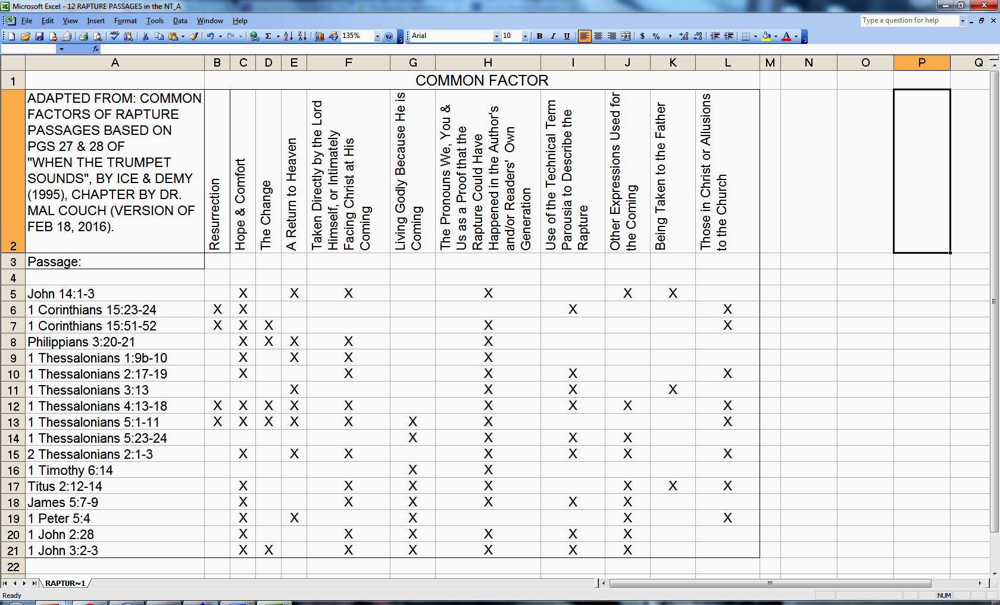 Microsoft Excel - 12 RAPTURE PASSAGES in the NT_A
File Edit View Insert Format Tools Data Window Help
Type a question for help
135% Arial 10 B I U $ % ,
fx
A B C D E F G H I J K L M N O P Q
1 COMMON FACTOR
2
ADAPTED FROM: COMMON
FACTORS OF RAPTURE
PASSAGES BASED ON
PGS 27 & 28 OF
"WHEN THE TRUMPET
SOUNDS", BY ICE & DEMY
(1995), CHAPTER BY DR.
MAL COUCH (VERSION OF
FEB 18, 2016).
Resurrection
Hope & Comfort
The Change
A Return to Heaven
Taken Directly by the Lord
Himself, or Intimately
Facing Christ at His
Coming
Living Godly Because He is
Coming
The Pronouns We, You &
Us as a Proof that the
Rapture Could Have
Happened in the Author's
and/or Readers' Own
Generation
Use of the Technical Term
Parousia to Describe the
Rapture
Other Expressions Used for
the Coming
Being Taken to the Father
Those in Christ or Allusions
to the Church
3 Passage:
4
5 John 14:1-3 X X X X X X
6 1 Corinthians 15:23-24 X X X X
7 1 Corinthians 15:51-52 X X X X X
8 Philippians 3:20-21 X X X X X
9 1 Thessalonians 1:9b-10 X X X X
10 1 Thessalonians 2:17-19 X X X X X
11 1 Thessalonians 3:13 X X X X
12 1 Thessalonians 4:13-18 X X X X X X X X X
13 1 Thessalonians 5:1-11 X X X X X X X X
14 1 Thessalonians 5:23-24 X X X X
15 2 Thessalonians 2:1-3 X X X X X X X
16 1 Timothy 6:14 X X
17 Titus 2:12-14 X X X X X X X
18 James 5:7-9 X X X X X X
19 1 Peter 5:4 X X X X X
20 1 John 2:28 X X X X X X
21 1 John 3:2-3 X X X X X X X
22
RAPTUR~1
Ready
NUM